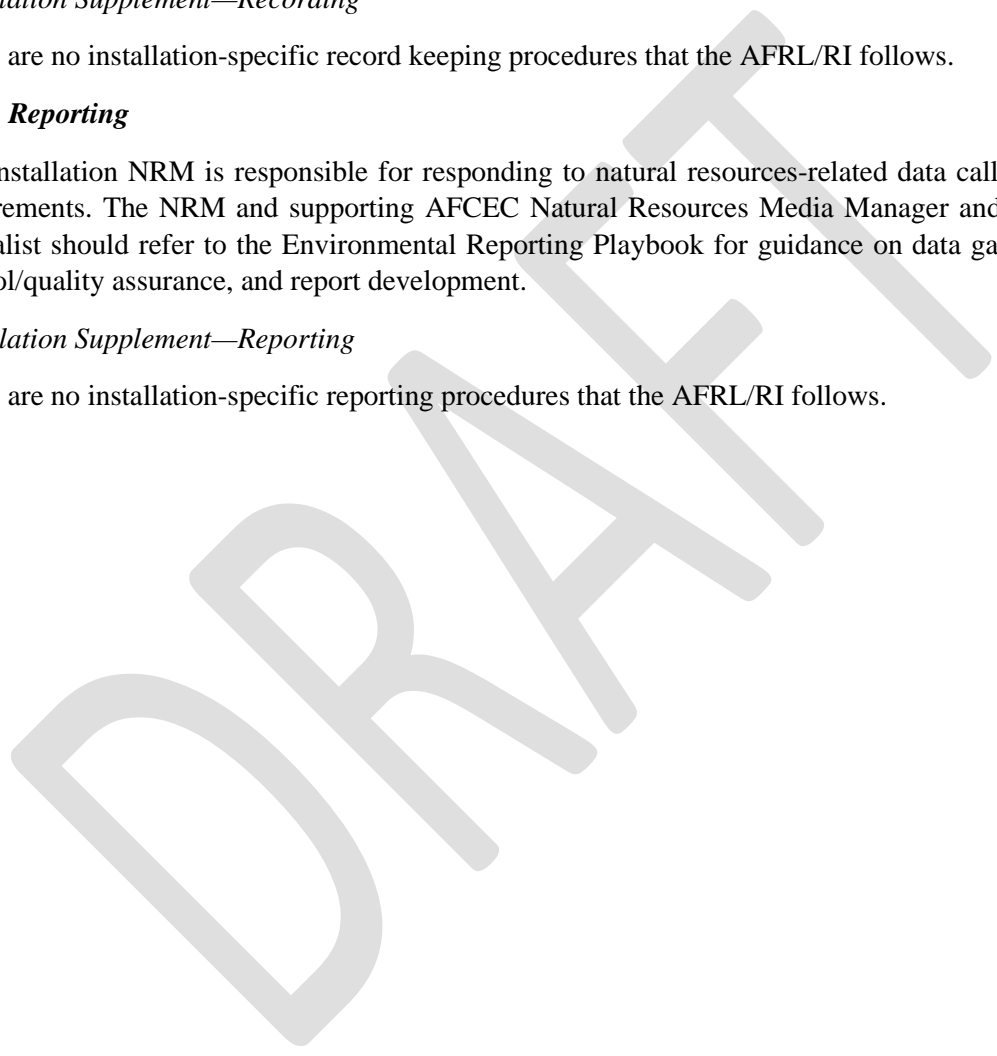 lation Supplement—Recording
are no installation-specific record keeping procedures that the AFRL/RI follows.
Reporting
nstallation NRM is responsible for responding to natural resources-related data call
rements. The NRM and supporting AFCEC Natural Resources Media Manager and
alist should refer to the Environmental Reporting Playbook for guidance on data ga
ol/quality assurance, and report development.
lation Supplement—Reporting
are no installation-specific reporting procedures that the AFRL/RI follows.
DRAFT